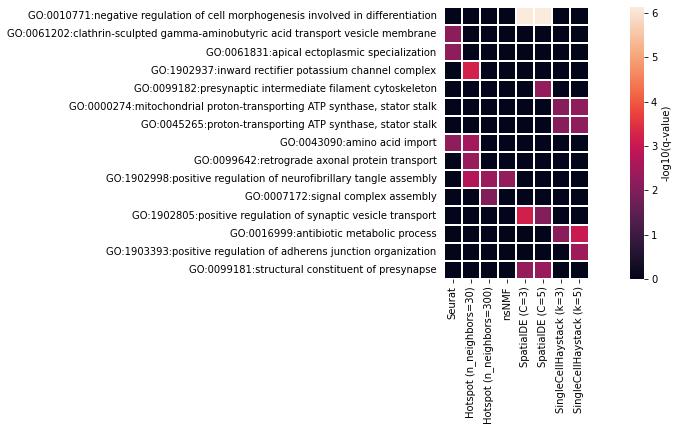 GO:0010771:negative regulation of cell morphogenesis involved in differentiation
GO:0061202:clathrin-sculpted gamma-aminobutyric acid transport vesicle membrane
GO:0061831:apical ectoplasmic specialization
GO:1902937:inward rectifier potassium channel complex
GO:0099182:presynaptic intermediate filament cytoskeleton
GO:0000274:mitochondrial proton-transporting ATP synthase, stator stalk
GO:0045265:proton-transporting ATP synthase, stator stalk
GO:0043090:amino acid import
GO:0099642:retrograde axonal protein transport
GO:1902998:positive regulation of neurofibrillary tangle assembly
GO:0007172:signal complex assembly
GO:1902805:positive regulation of synaptic vesicle transport
GO:0016999:antibiotic metabolic process
GO:1903393:positive regulation of adherens junction organization
GO:0099181:structural constituent of presynapse
Seurat
Hotspot (n_neighbors=30)
Hotspot (n_neighbors=300)
nsNMF
SpatialDE (C=3)
SpatialDE (C=5)
SingleCellHaystack (k=3)
SingleCellHaystack (k=5)
6
5
4
3
2
1
0
-log10(q-value)